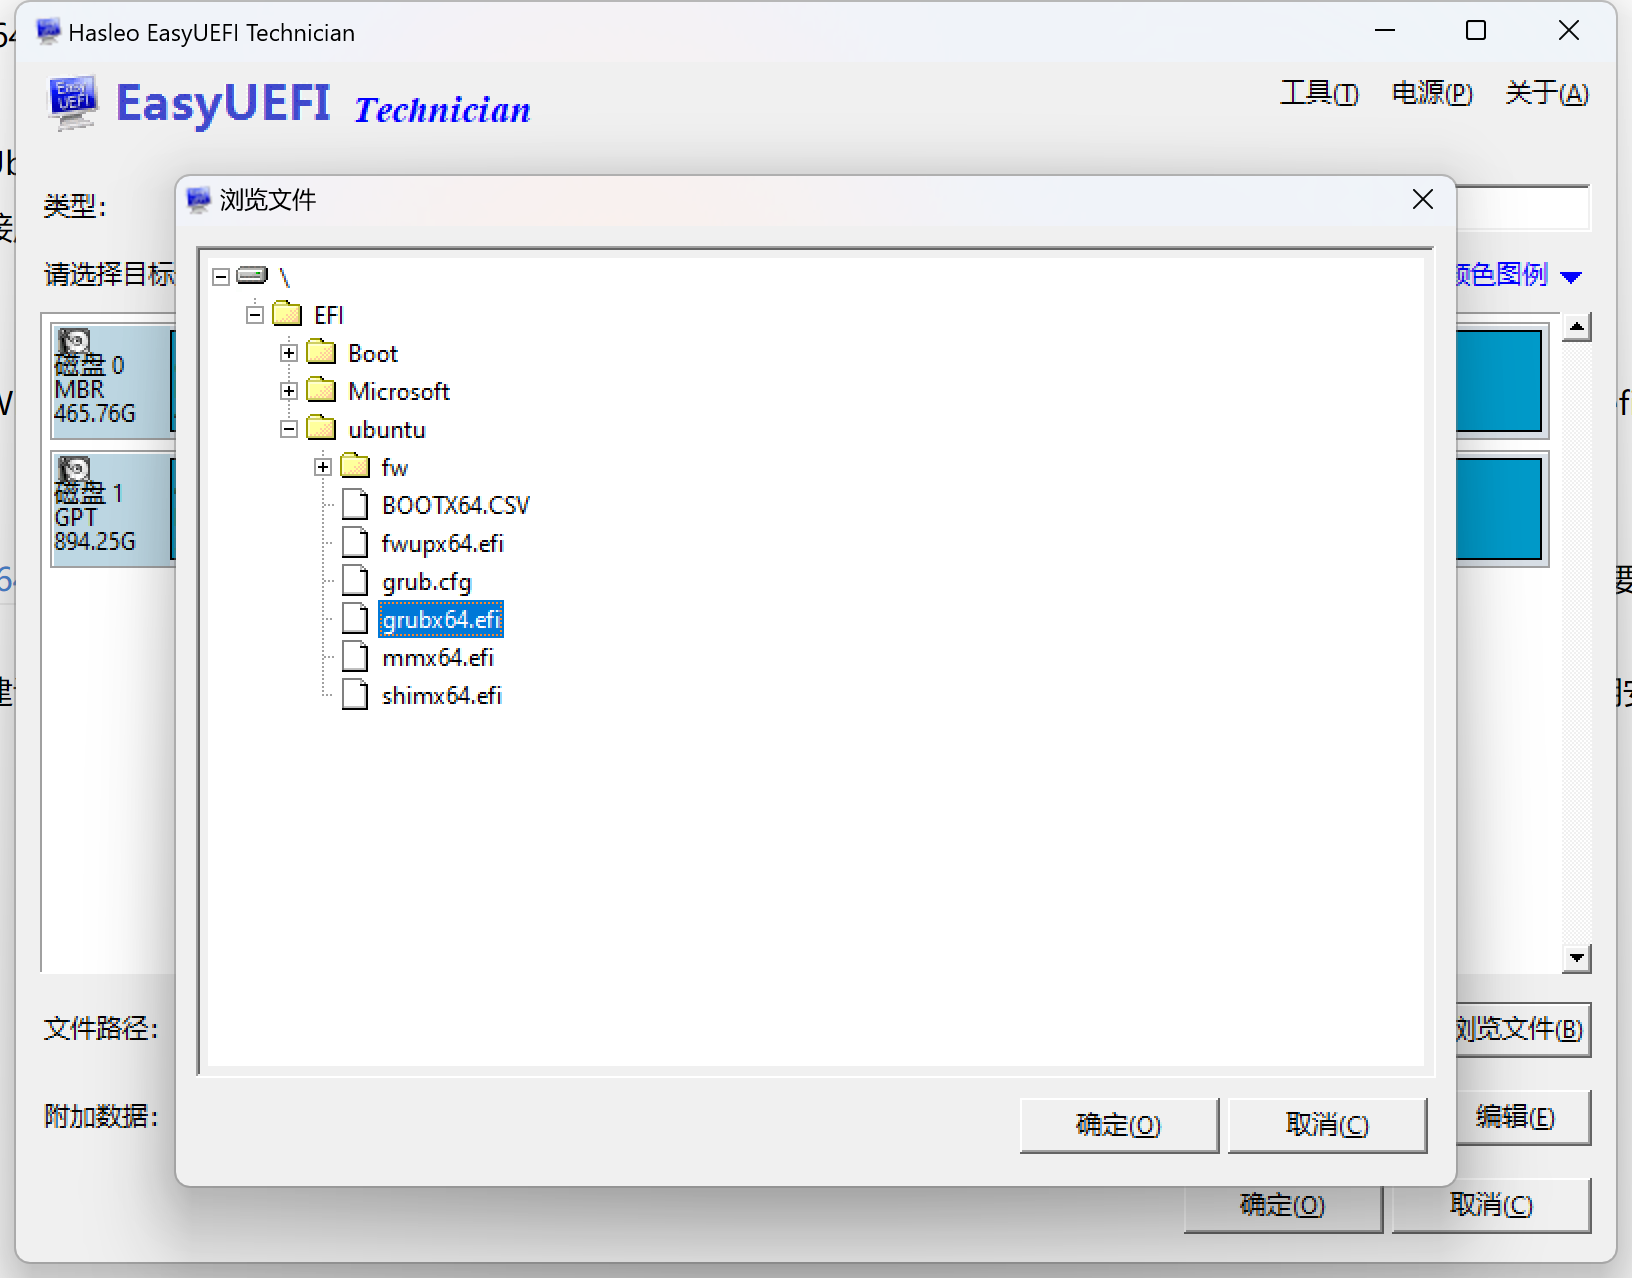 Hasleo EasyUEFI Technician
EasyUEFI Technician
工具(T) 电源(P) 关于(A)
类型:
请选择目标
颜色图例
磁盘 0
MBR
465.76G
磁盘 1
GPT
894.25G
浏览文件
\
EFI
Boot
Microsoft
ubuntu
fw
BOOTX64.CSV
fwupx64.efi
grub.cfg
grubx64.efi
mmx64.efi
shimx64.efi
确定(O) 取消(C)
文件路径:
浏览文件(B)
附加数据:
编辑(E)
确定(O) 取消(C)